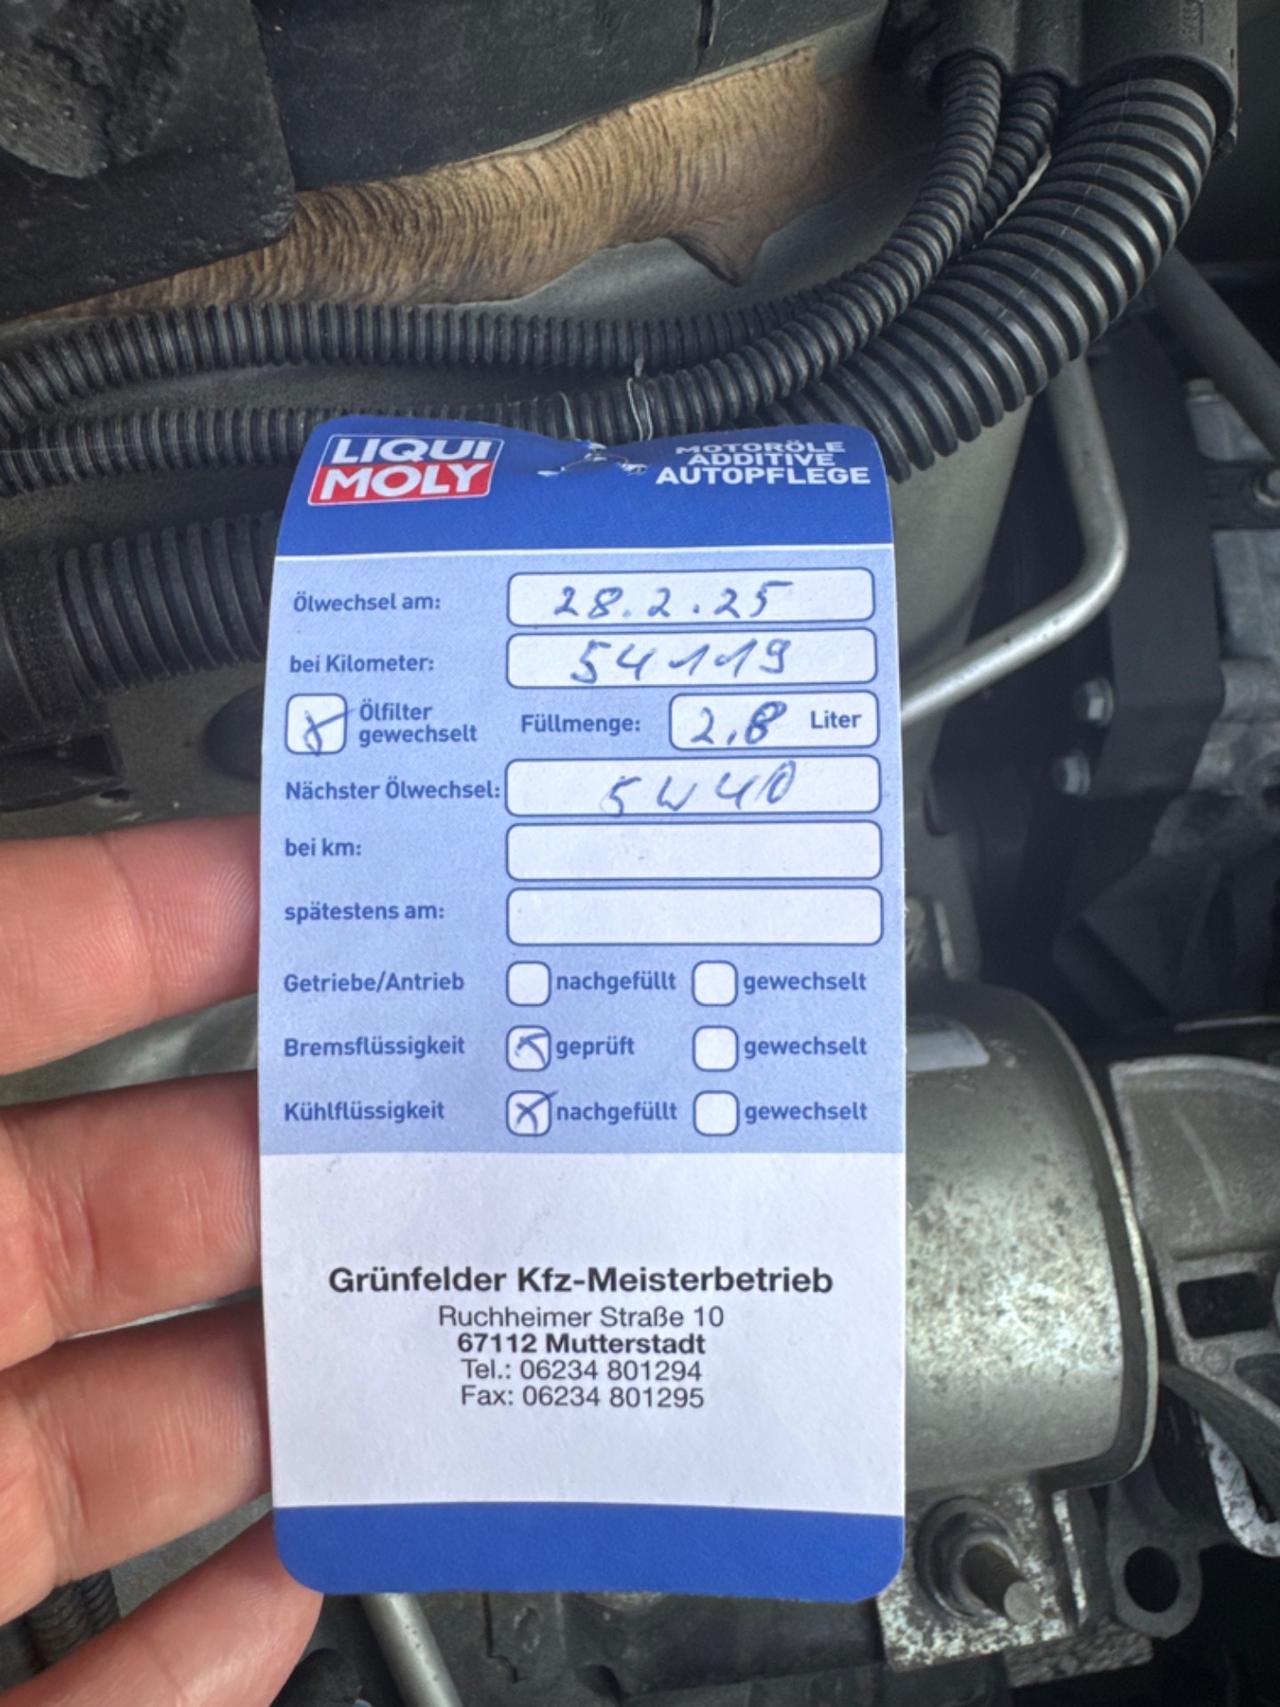 LIQUI
MOLY
MOTORÖLE
ADDITIVE
AUTOPFLEGE
Ölwechsel am: 28.2.25
bei Kilometer: 54119
Ölfilter
gewechselt
Füllmenge: 2,8 Liter
Nächster Ölwechsel: 5W40
bei km:
spätestens am:
Getriebe/Antrieb nachgefüllt gewechselt
Bremsflüssigkeit geprüft gewechselt
Kühlflüssigkeit nachgefüllt gewechselt
Grünfelder Kfz-Meisterbetrieb
Ruchheimer Straße 10
67112 Mutterstadt
Tel.: 06234 801294
Fax: 06234 801295